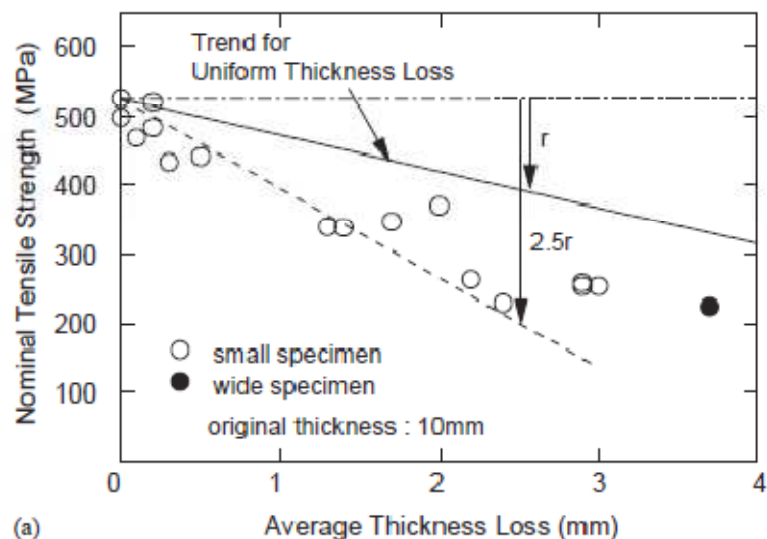 Nominal Tensile Strength (MPa)
600
500
400
300
200
100
Trend for
Uniform Thickness Loss
r
2.5r
small specimen
wide specimen
original thickness : 10mm
0
1
2
3
4
(a)
Average Thickness Loss (mm)